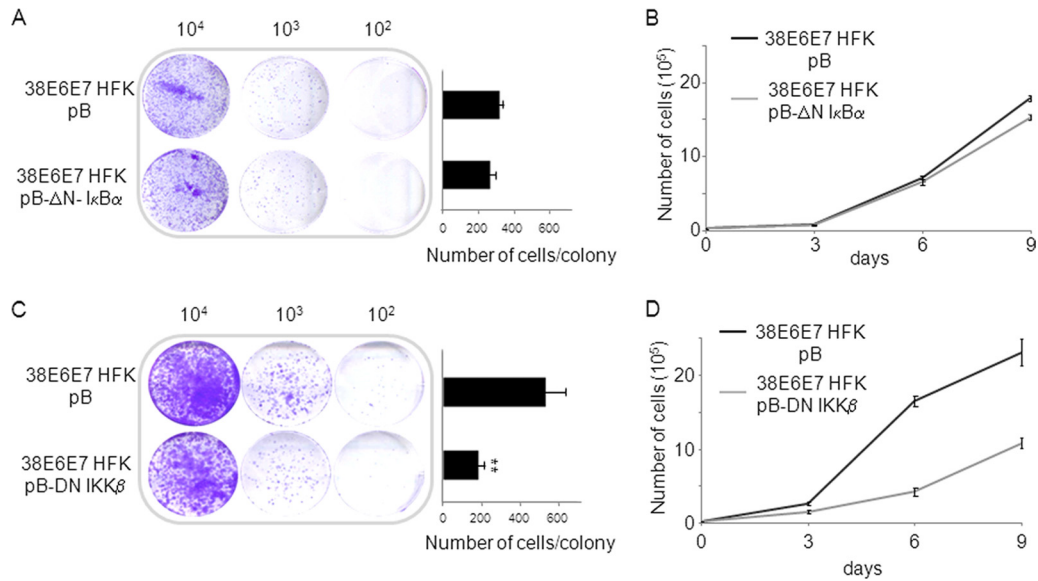 A
10⁴ 10³ 10²
38E6E7 HFK
pB
38E6E7 HFK
pB-ΔN- IκBα
0 200 400 600
Number of cells/colony
B
38E6E7 HFK
pB
38E6E7 HFK
pB-ΔN IκBα
Number of cells (10⁵)
20
10
0
0 3 6 9
days
C
10⁴ 10³ 10²
38E6E7 HFK
pB
38E6E7 HFK
pB-DN IKKβ
**
0 200 400 600
Number of cells/colony
D
38E6E7 HFK
pB
38E6E7 HFK
pB-DN IKKβ
Number of cells (10⁵)
20
10
0
0 3 6 9
days